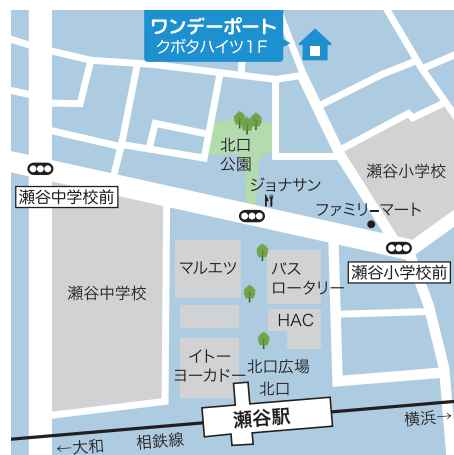 ワンデーポート
クボタハイツ1F
北口
公園
瀬谷小学校
ジョナサン
瀬谷中学校前
ファミリーマート
瀬谷小学校前
マルエツ
バス
ロータリー
瀬谷中学校
HAC
イトー
ヨーカドー
北口広場
北口
瀬谷駅
横浜→
相鉄線
←大和